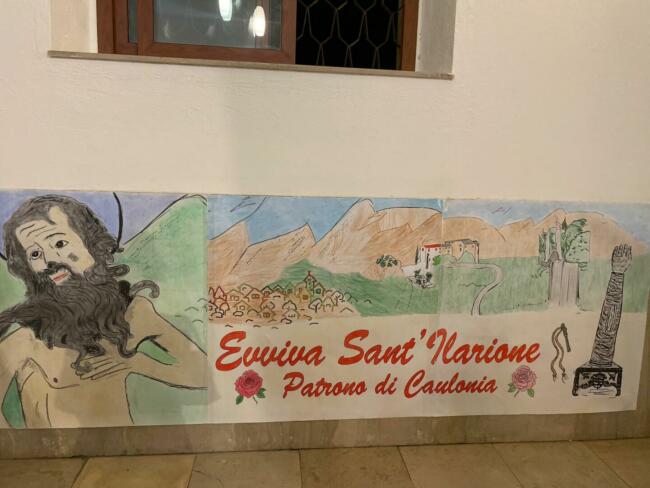 Evviva Sant'Ilarione
Patrono di Caulonia